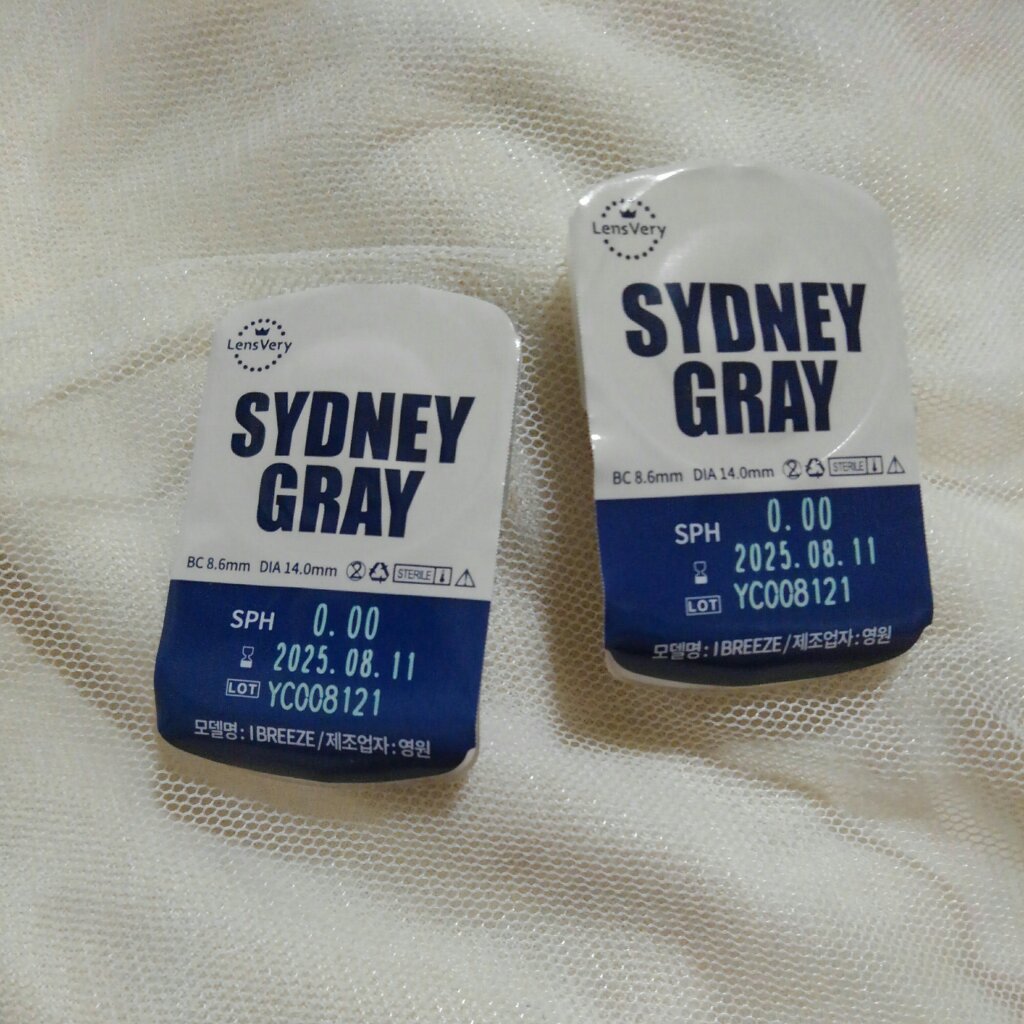 LensVery
SYDNEY
GRAY
BC 8.6mm DIA 14.0mm STERILE
SPH 0.00
2025.08.11
LOT YC008121
모델명 : I BREEZE / 제조업자 : 영원
LensVery
SYDNEY
GRAY
BC 8.6mm DIA 14.0mm STERILE
SPH 0.00
2025.08.11
LOT YC008121
모델명 : I BREEZE / 제조업자 : 영원